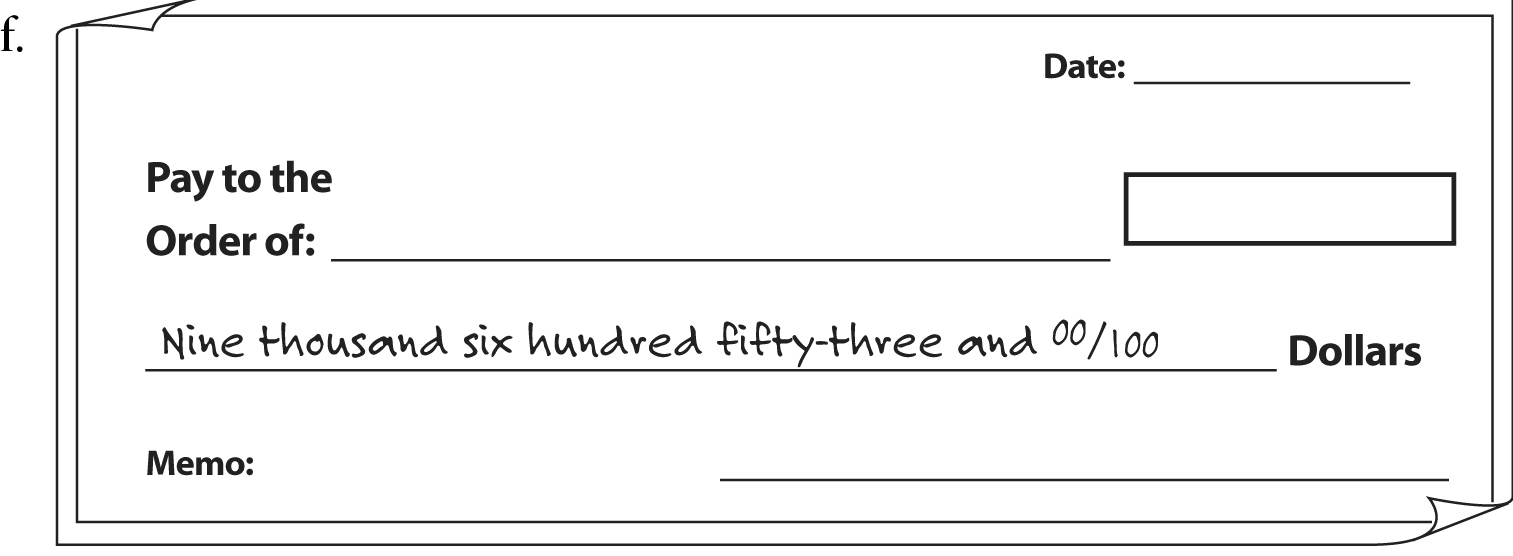 f.
Date:
Pay to the
Order of:
Nine thousand six hundred fifty-three and 00/100 Dollars
Memo: